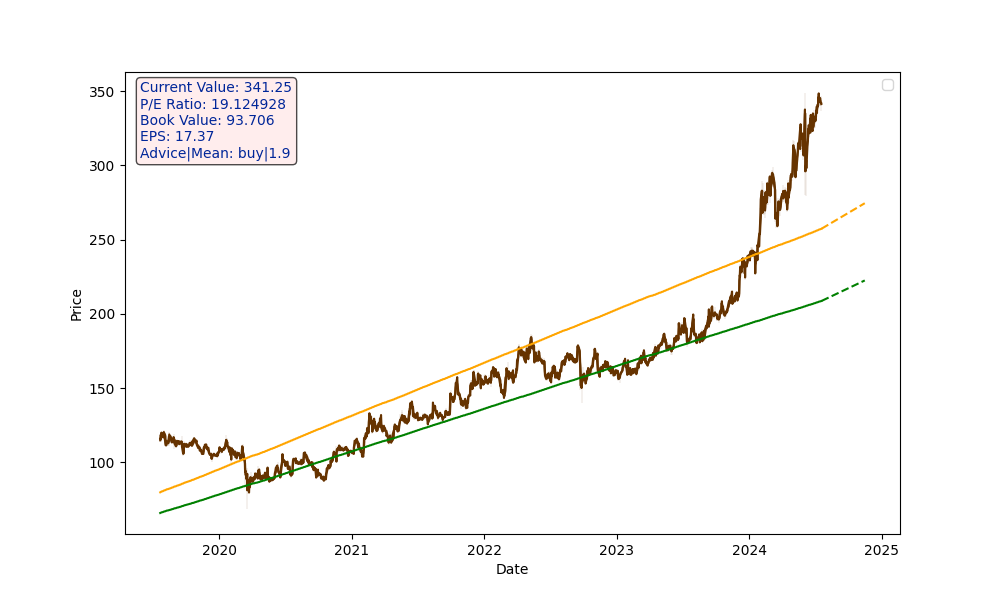 Current Value: 341.25
P/E Ratio: 19.124928
Book Value: 93.706
EPS: 17.37
Advice|Mean: buy|1.9
Price
350
300
250
200
150
100
2020 2021 2022 2023 2024 2025
Date